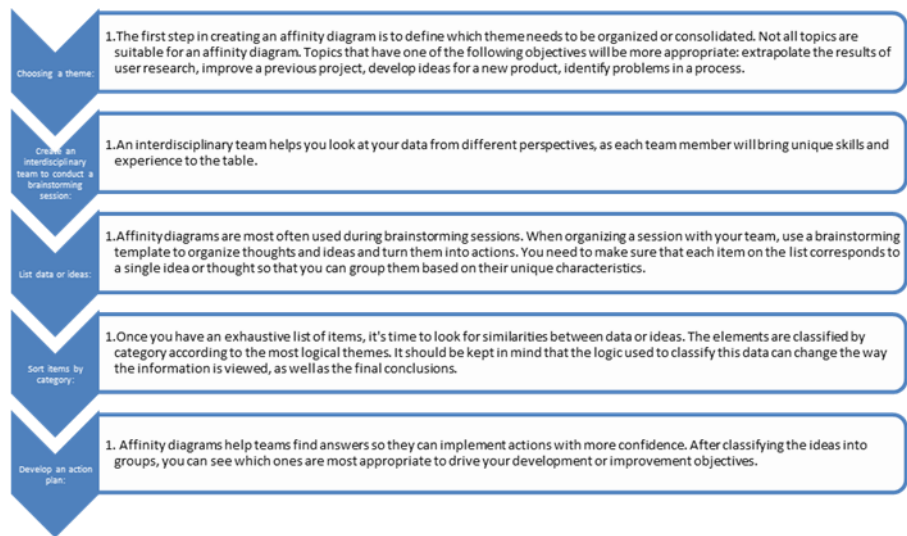 Choosing a theme:
1.The first step in creating an affinity diagram is to define which theme needs to be organized or consolidated. Not all topics are
suitable for an affinity diagram. Topics that have one of the following objectives will be more appropriate: extrapolate the results of
user research, improve a previous project, develop ideas for a new product, identify problems in a process.
Create an
interdisciplinary
team to conduct a
brainstorming
session:
1.An interdisciplinary team helps you look at your data from different perspectives, as each team member will bring unique skills and
experience to the table.
List data or ideas:
1.Affinity diagrams are most often used during brainstorming sessions. When organizing a session with your team, use a brainstorming
template to organize thoughts and ideas and turn them into actions. You need to make sure that each item on the list corresponds to
a single idea or thought so that you can group them based on their unique characteristics.
Sort items by
category:
1.Once you have an exhaustive list of items, it's time to look for similarities between data or ideas. The elements are classified by
category according to the most logical themes. It should be kept in mind that the logic used to classify this data can change the way
the information is viewed, as well as the final conclusions.
Develop an action
plan:
1. Affinity diagrams help teams find answers so they can implement actions with more confidence. After classifying the ideas into
groups, you can see which ones are most appropriate to drive your development or improvement objectives.